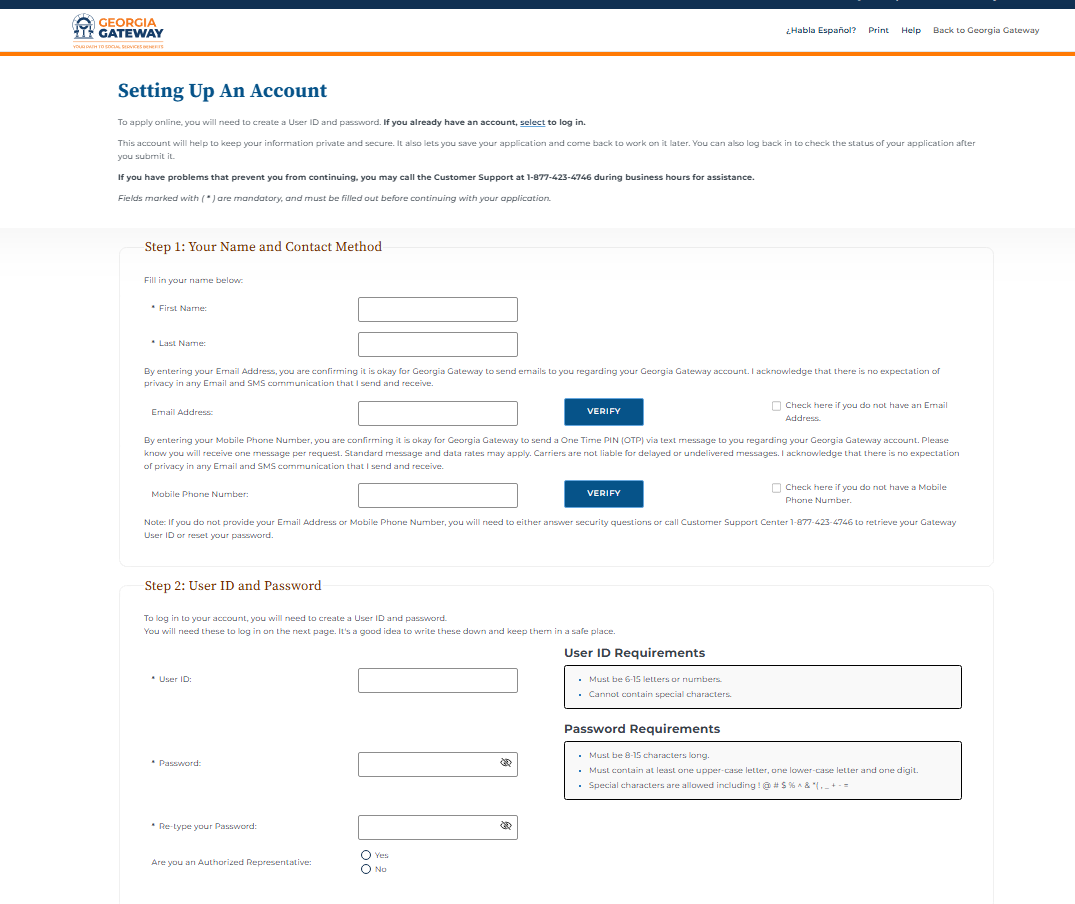 GEORGIA
GATEWAY
YOUR PATH TO SOCIAL SERVICES BENEFITS
¿Habla Español? Print Help Back to Georgia Gateway
Setting Up An Account
To apply online, you will need to create a User ID and password. If you already have an account, select to log in.
This account will help to keep your information private and secure. It also lets you save your application and come back to work on it later. You can also log back in to check the status of your application after
you submit it.
If you have problems that prevent you from continuing, you may call the Customer Support at 1-877-423-4746 during business hours for assistance.
Fields marked with ( * ) are mandatory, and must be filled out before continuing with your application.
Step 1: Your Name and Contact Method
Fill in your name below:
* First Name:
* Last Name:
By entering your Email Address, you are confirming it is okay for Georgia Gateway to send emails to you regarding your Georgia Gateway account. I acknowledge that there is no expectation of
privacy in any Email and SMS communication that I send and receive.
Email Address:
VERIFY
Check here if you do not have an Email
Address.
By entering your Mobile Phone Number, you are confirming it is okay for Georgia Gateway to send a One Time PIN (OTP) via text message to you regarding your Georgia Gateway account. Please
know you will receive one message per request. Standard message and data rates may apply. Carriers are not liable for delayed or undelivered messages. I acknowledge that there is no expectation
of privacy in any Email and SMS communication that I send and receive.
Mobile Phone Number:
VERIFY
Check here if you do not have a Mobile
Phone Number.
Note: If you do not provide your Email Address or Mobile Phone Number, you will need to either answer security questions or call Customer Support Center 1-877-423-4746 to retrieve your Gateway
User ID or reset your password.
Step 2: User ID and Password
To log in to your account, you will need to create a User ID and password.
You will need these to log in on the next page. It's a good idea to write these down and keep them in a safe place.
User ID Requirements
* User ID:
• Must be 6-15 letters or numbers.
• Cannot contain special characters.
Password Requirements
* Password:
• Must be 8-15 characters long.
• Must contain at least one upper-case letter, one lower-case letter and one digit.
• Special characters are allowed including ! @ # $ % ^ & *( , _ + - =
* Re-type your Password:
Are you an Authorized Representative:
Yes
No